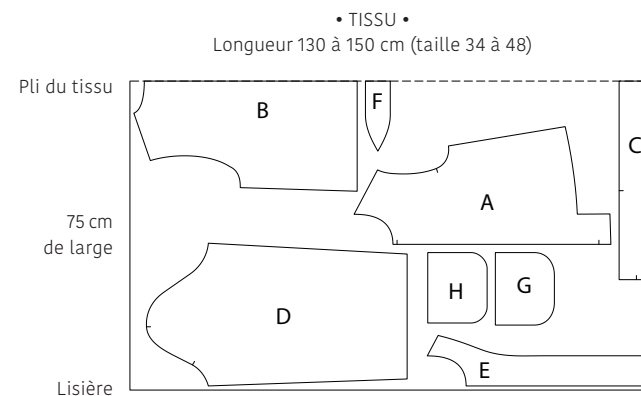 • TISSU •
Longueur 130 à 150 cm (taille 34 à 48)
Pli du tissu
B
F
C
A
75 cm
de large
H
G
D
E
Lisière